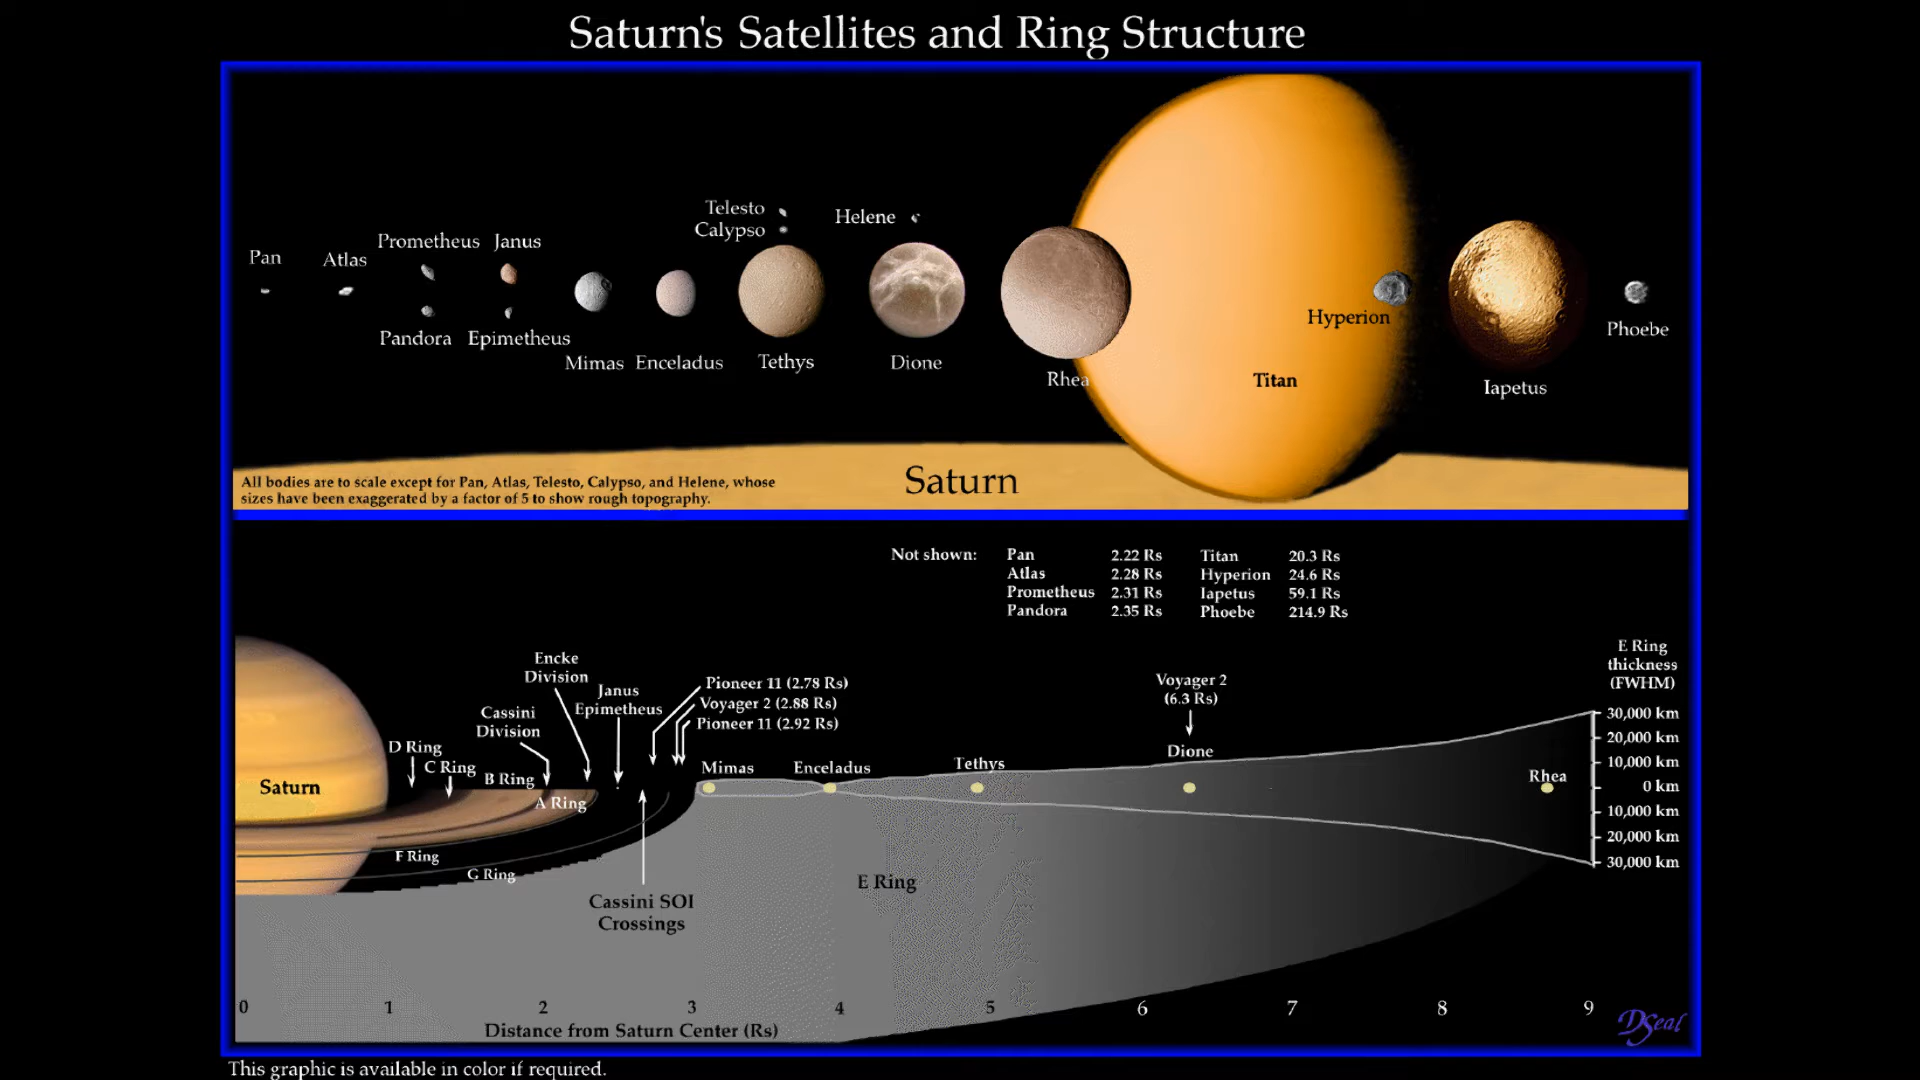 Saturn's Satellites and Ring Structure
Telesto
Calypso
Helene
Prometheus
Janus
Pan
Atlas
Pandora
Epimetheus
Mimas
Enceladus
Tethys
Dione
Rhea
Titan
Hyperion
Iapetus
Phoebe
Saturn
All bodies are to scale except for Pan, Atlas, Telesto, Calypso, and Helene, whose
sizes have been exaggerated by a factor of 5 to show rough topography.
Not shown:
Pan 2.22 Rs Titan 20.3 Rs
Atlas 2.28 Rs Hyperion 24.6 Rs
Prometheus 2.31 Rs Iapetus 59.1 Rs
Pandora 2.35 Rs Phoebe 214.9 Rs
Encke
Division
Janus
Epimetheus
Pioneer 11 (2.78 Rs)
Voyager 2 (2.88 Rs)
Pioneer 11 (2.92 Rs)
Cassini
Division
Voyager 2
(6.3 Rs)
E Ring
thickness
(FWHM)
30,000 km
20,000 km
10,000 km
0 km
10,000 km
20,000 km
30,000 km
D Ring
C Ring
B Ring
A Ring
Saturn
F Ring
G Ring
Mimas
Enceladus
Tethys
Dione
Rhea
E Ring
Cassini SOI
Crossings
0 1 2 3 4 5 6 7 8 9
Distance from Saturn Center (Rs)
DSeal
This graphic is available in color if required.